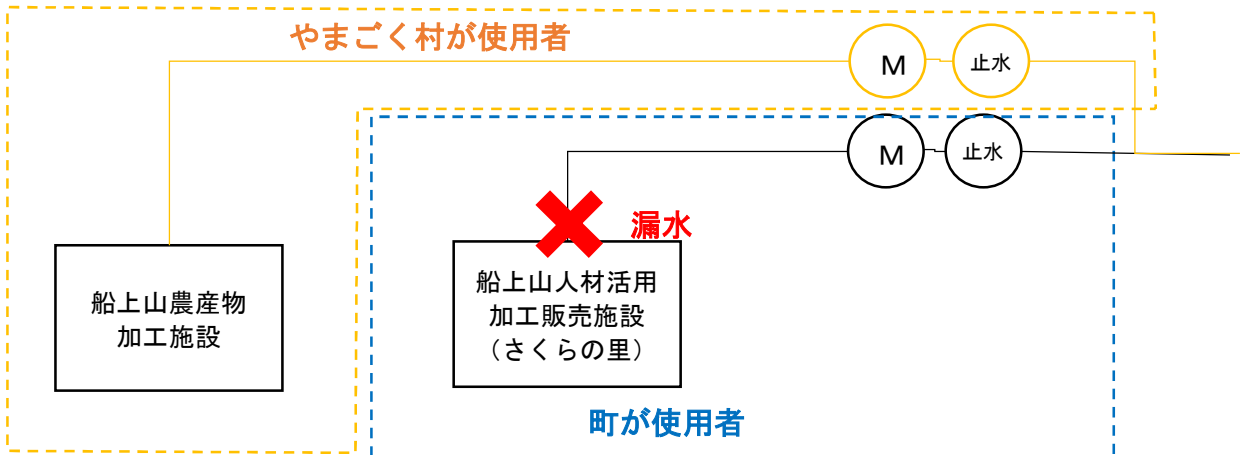 やまごく村が使用者
M
止水
M
止水
漏水
船上山農産物
加工施設
船上山人材活用
加工販売施設
（さくらの里）
町が使用者